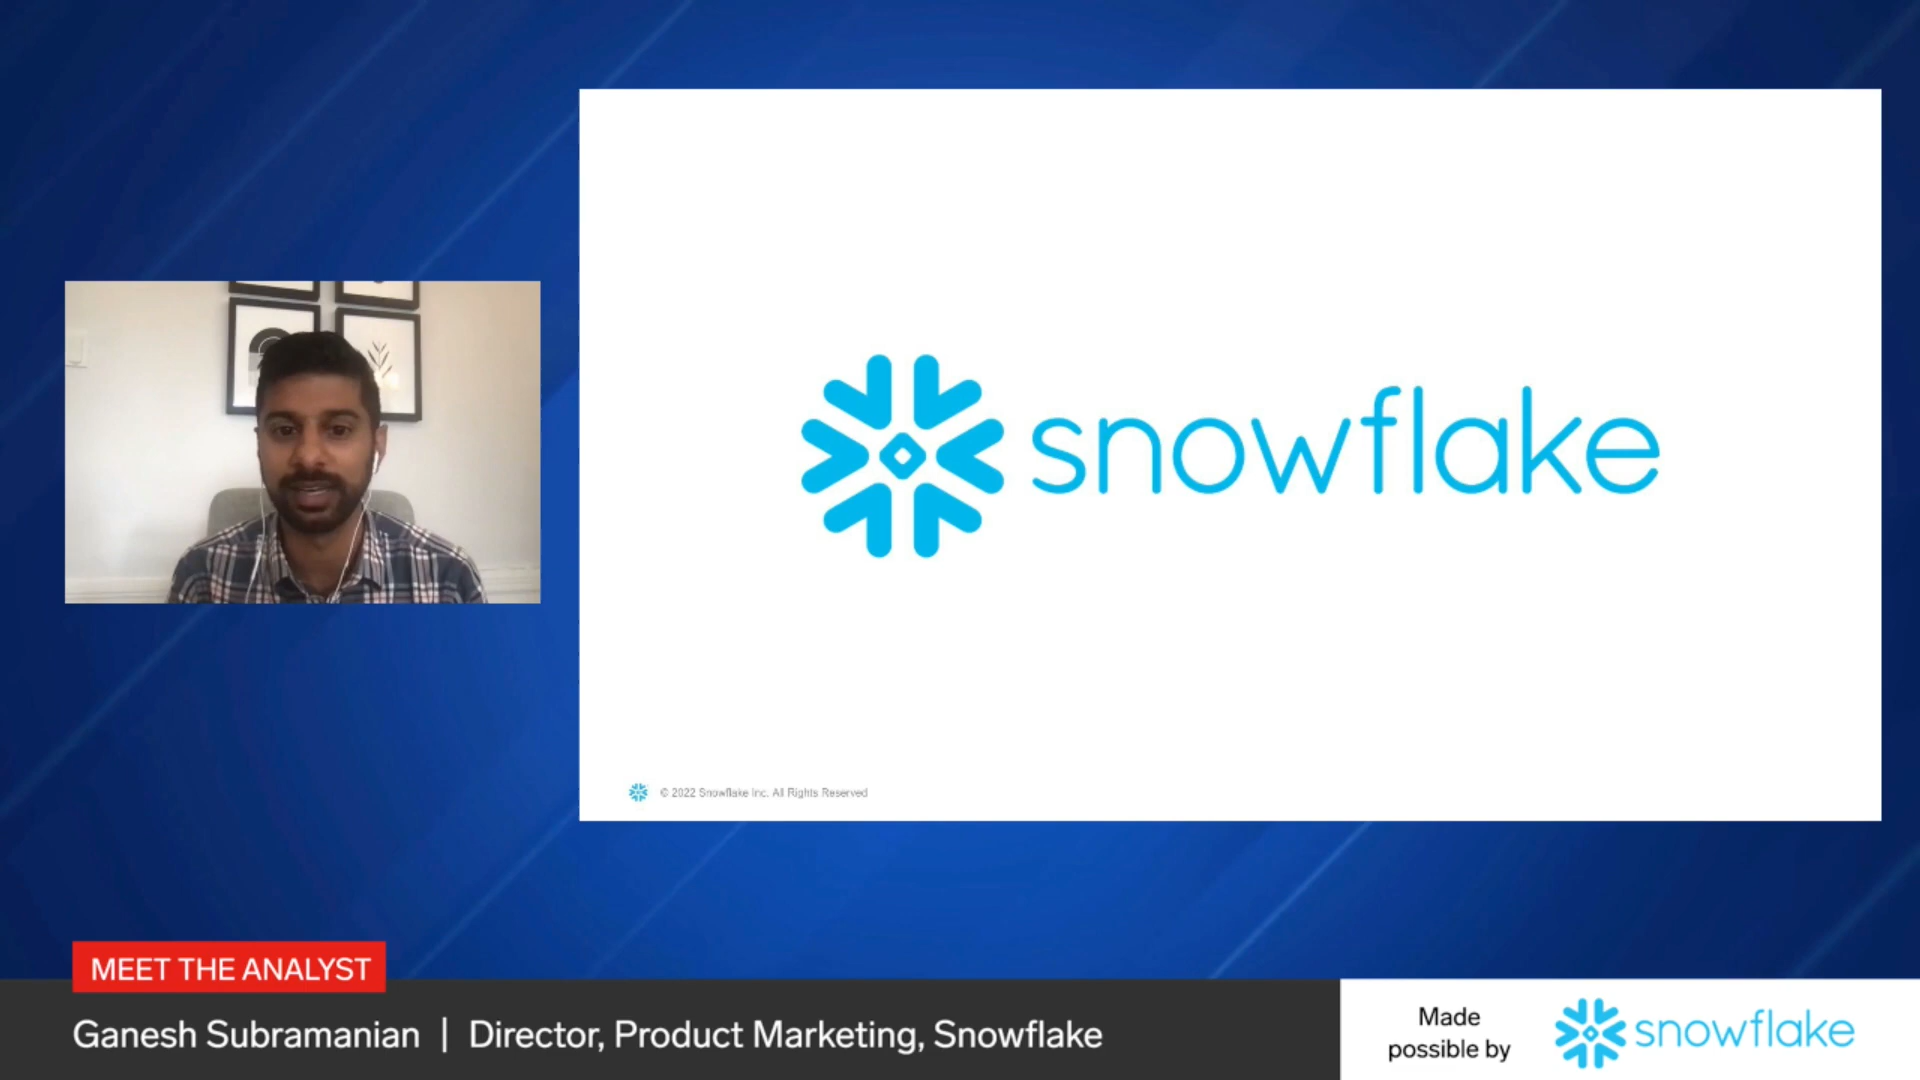 snowflake
© 2022 Snowflake Inc. All Rights Reserved
MEET THE ANALYST
Ganesh Subramanian | Director, Product Marketing, Snowflake
Made
possible by
snowflake